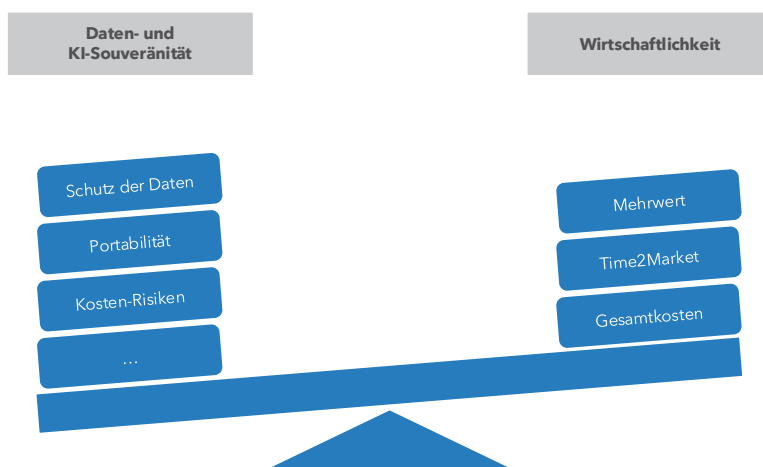 Daten- und
KI-Souveränität
Wirtschaftlichkeit
Schutz der Daten
Portabilität
Kosten-Risiken
...
Mehrwert
Time2Market
Gesamtkosten